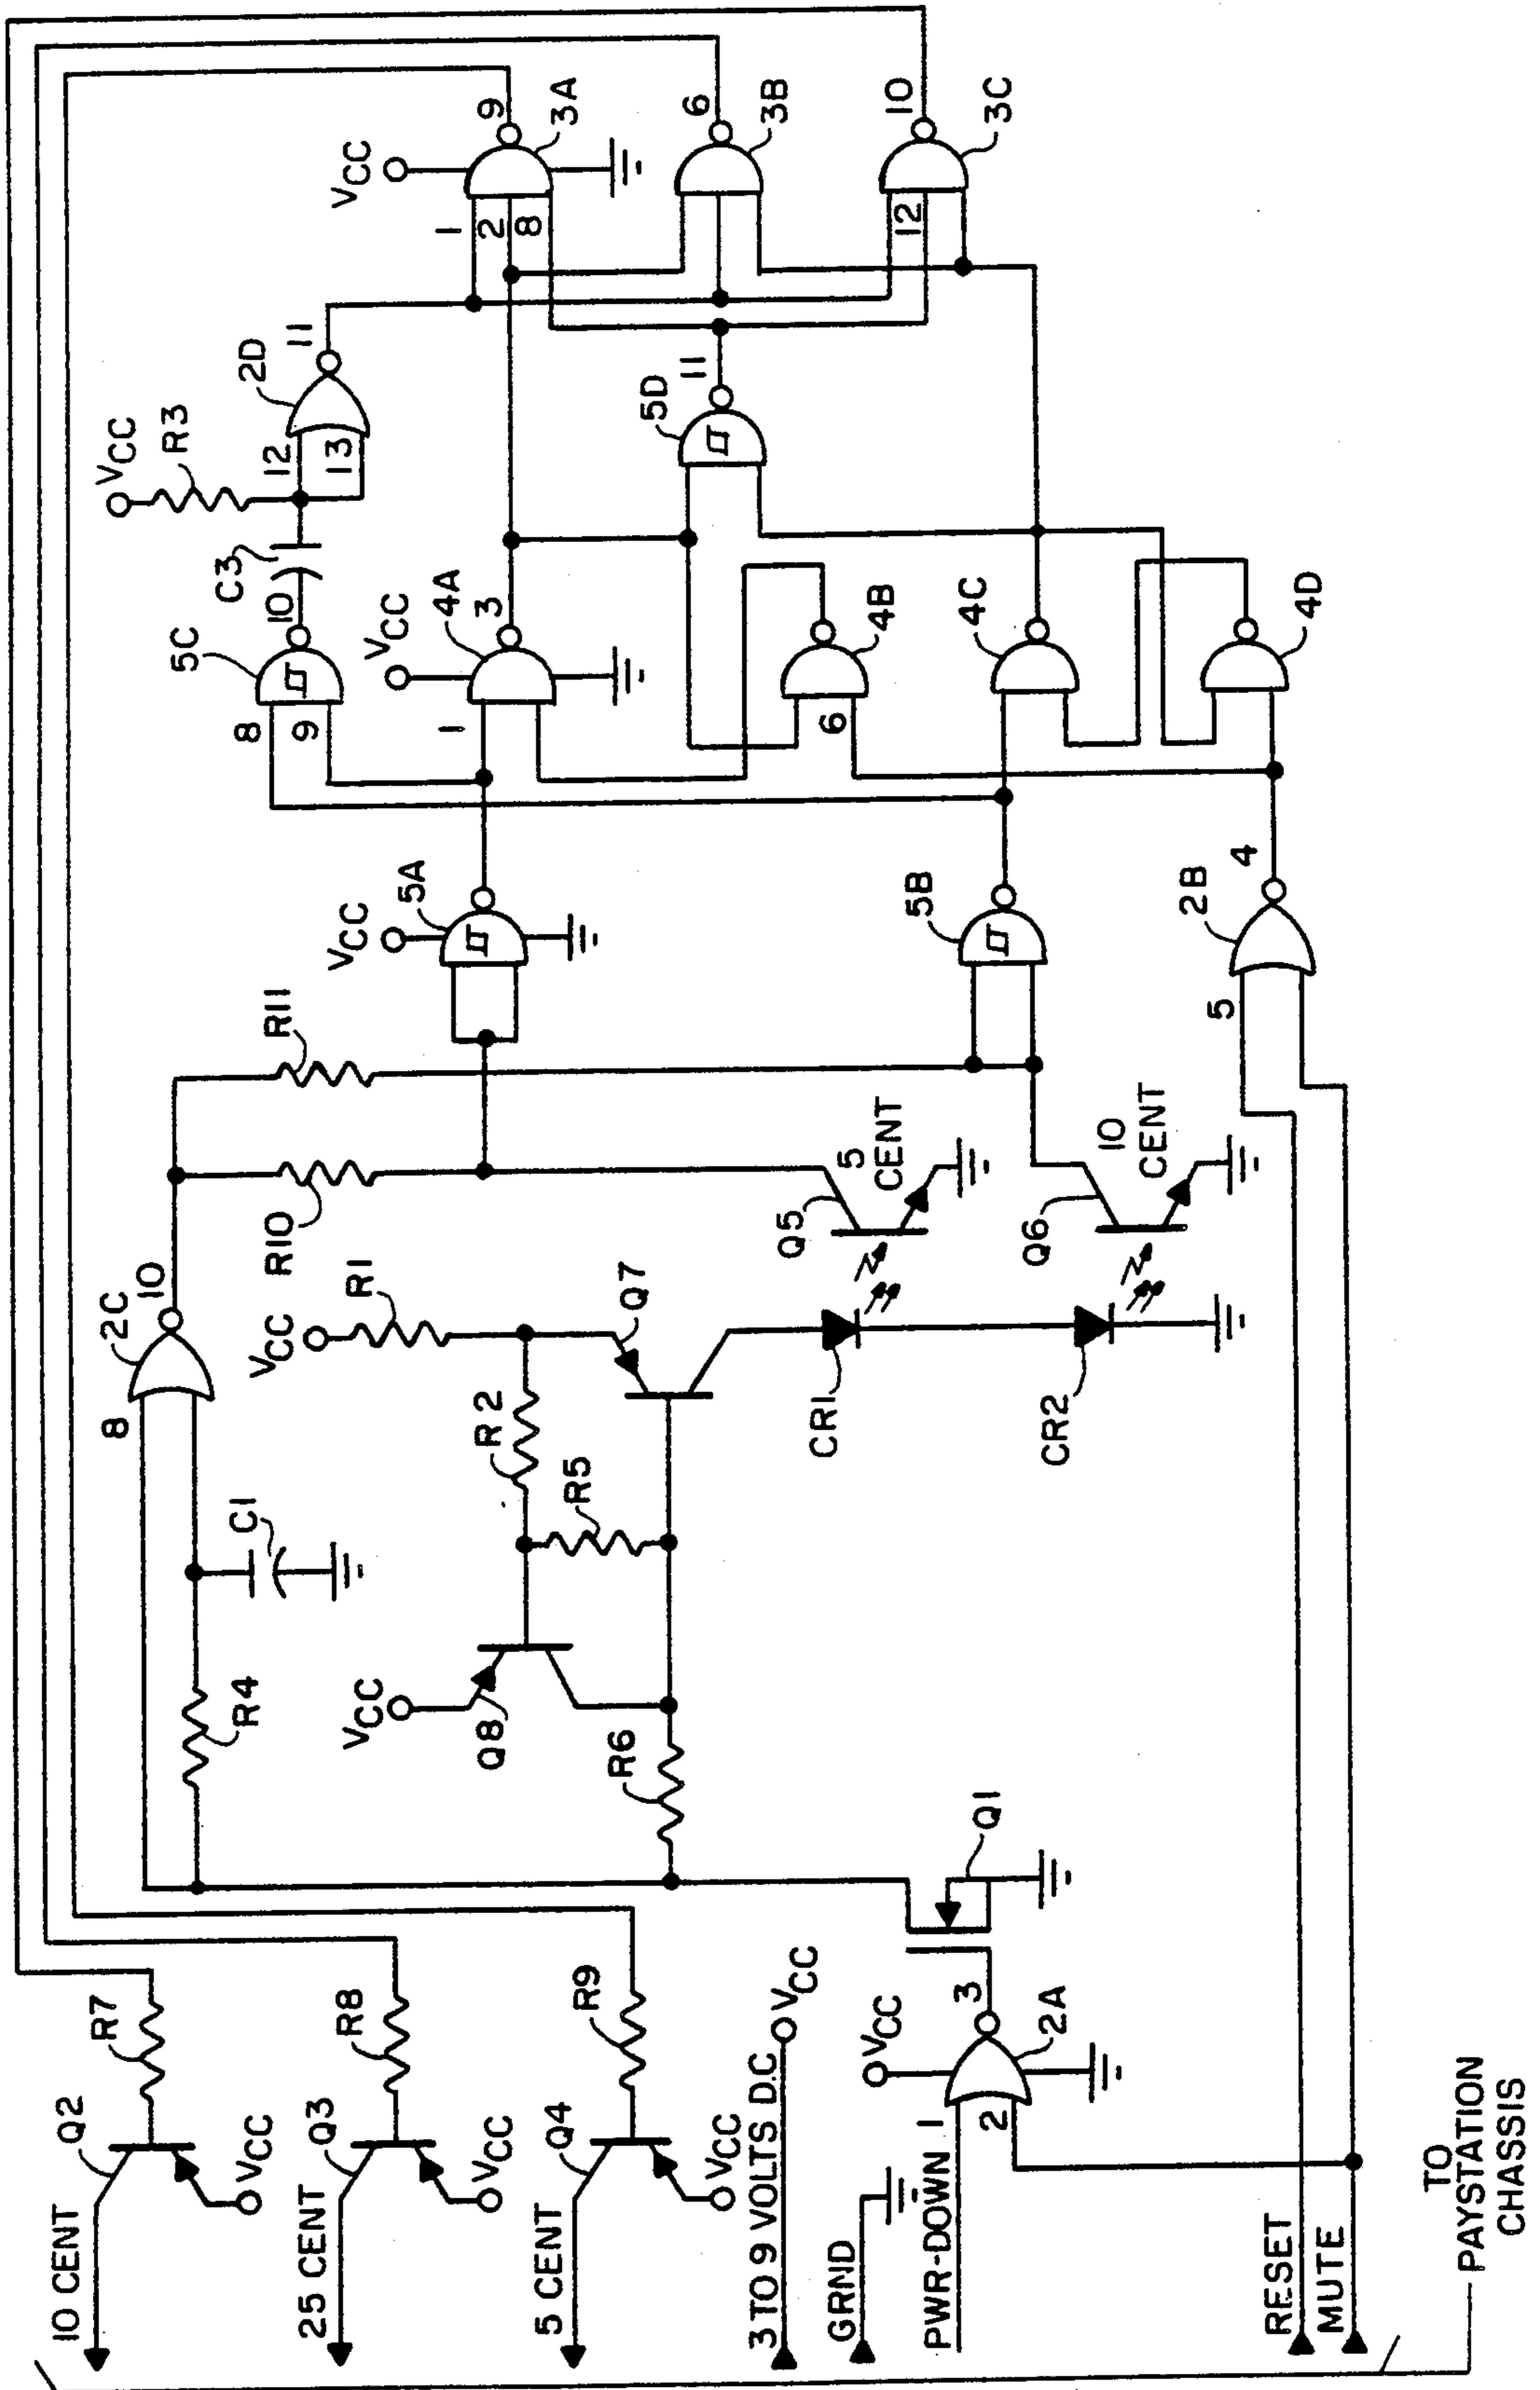 10 CENT
Q2
R7
VCC
25 CENT
Q3
R8
VCC
5 CENT
Q4
R9
VCC
3 TO 9 VOLTS D.C
VCC
GRND
PWR-DOWN
1
2
VCC
3
2A
Q1
RESET
MUTE
TO
PAYSTATION
CHASSIS
R4
C1
8
2C
10
VCC
Q8
R6
R5
R2
VCC
R1
Q7
CR1
CR2
R10
R11
Q5
5
CENT
Q6
10
CENT
VCC
5A
5B
5
2B
4
8
9
5C
10
C3
VCC
R3
12
13
2D
11
1
VCC
4A
3
6
4B
4C
4D
5D
11
VCC
1
2
8
9
3A
6
3B
12
10
3C